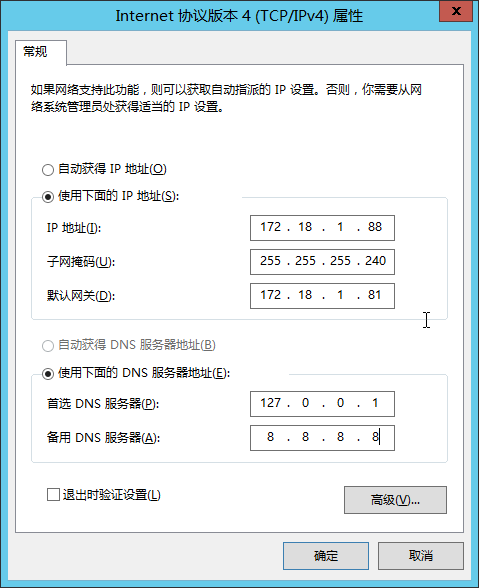 Internet 协议版本 4 (TCP/IPv4) 属性
常规
如果网络支持此功能，则可以获取自动指派的 IP 设置。否则，你需要从网
络系统管理员处获得适当的 IP 设置。
自动获得 IP 地址(O)
使用下面的 IP 地址(S):
IP 地址(I): 172 . 18 . 1 . 88
子网掩码(U): 255 . 255 . 255 . 240
默认网关(D): 172 . 18 . 1 . 81
自动获得 DNS 服务器地址(B)
使用下面的 DNS 服务器地址(E):
首选 DNS 服务器(P): 127 . 0 . 0 . 1
备用 DNS 服务器(A): 8 . 8 . 8 . 8
退出时验证设置(L)
高级(V)...
确定 取消